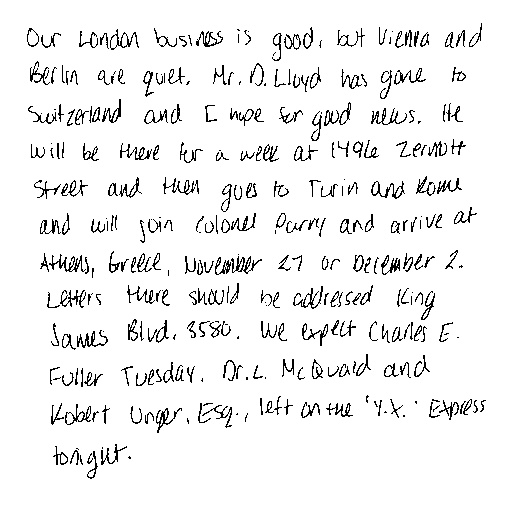 Our London business is good, but Vienna and
Berlin are quiet. Mr. D. Lloyd has gone to
Switzerland and I hope for good news. He
will be there for a week at 1496 Zermott
Street and then goes to Turin and Rome
and will join Colonel Parry and arrive at
Athens, Greece, November 27 or December 2.
Letters there should be addressed King
James Blvd. 3580. We expect Charles E.
Fuller Tuesday. Dr. L. McQuaid and
Robert Unger, Esq., left on the 'Y.X.' Express
tonight.